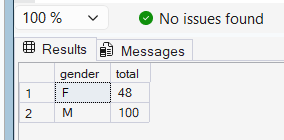 100 %
No issues found
Results Messages
gender total
1 F 48
2 M 100